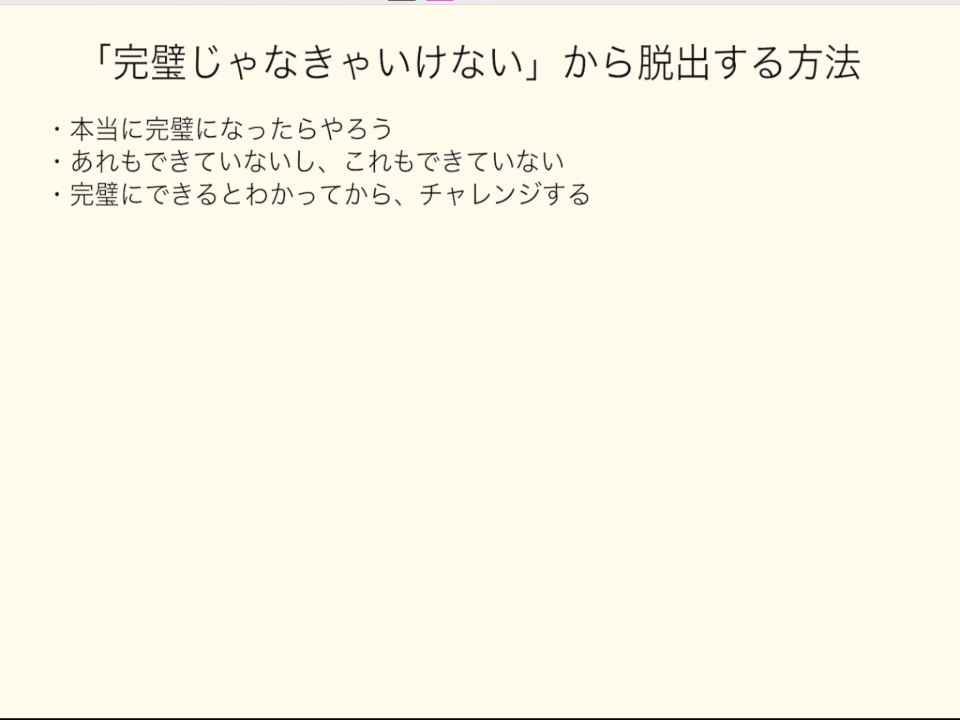 「完璧じゃなきゃいけない」から脱出する方法
・本当に完璧になったらやろう
・あれもできていないし、これもできていない
・完璧にできるとわかってから、チャレンジする